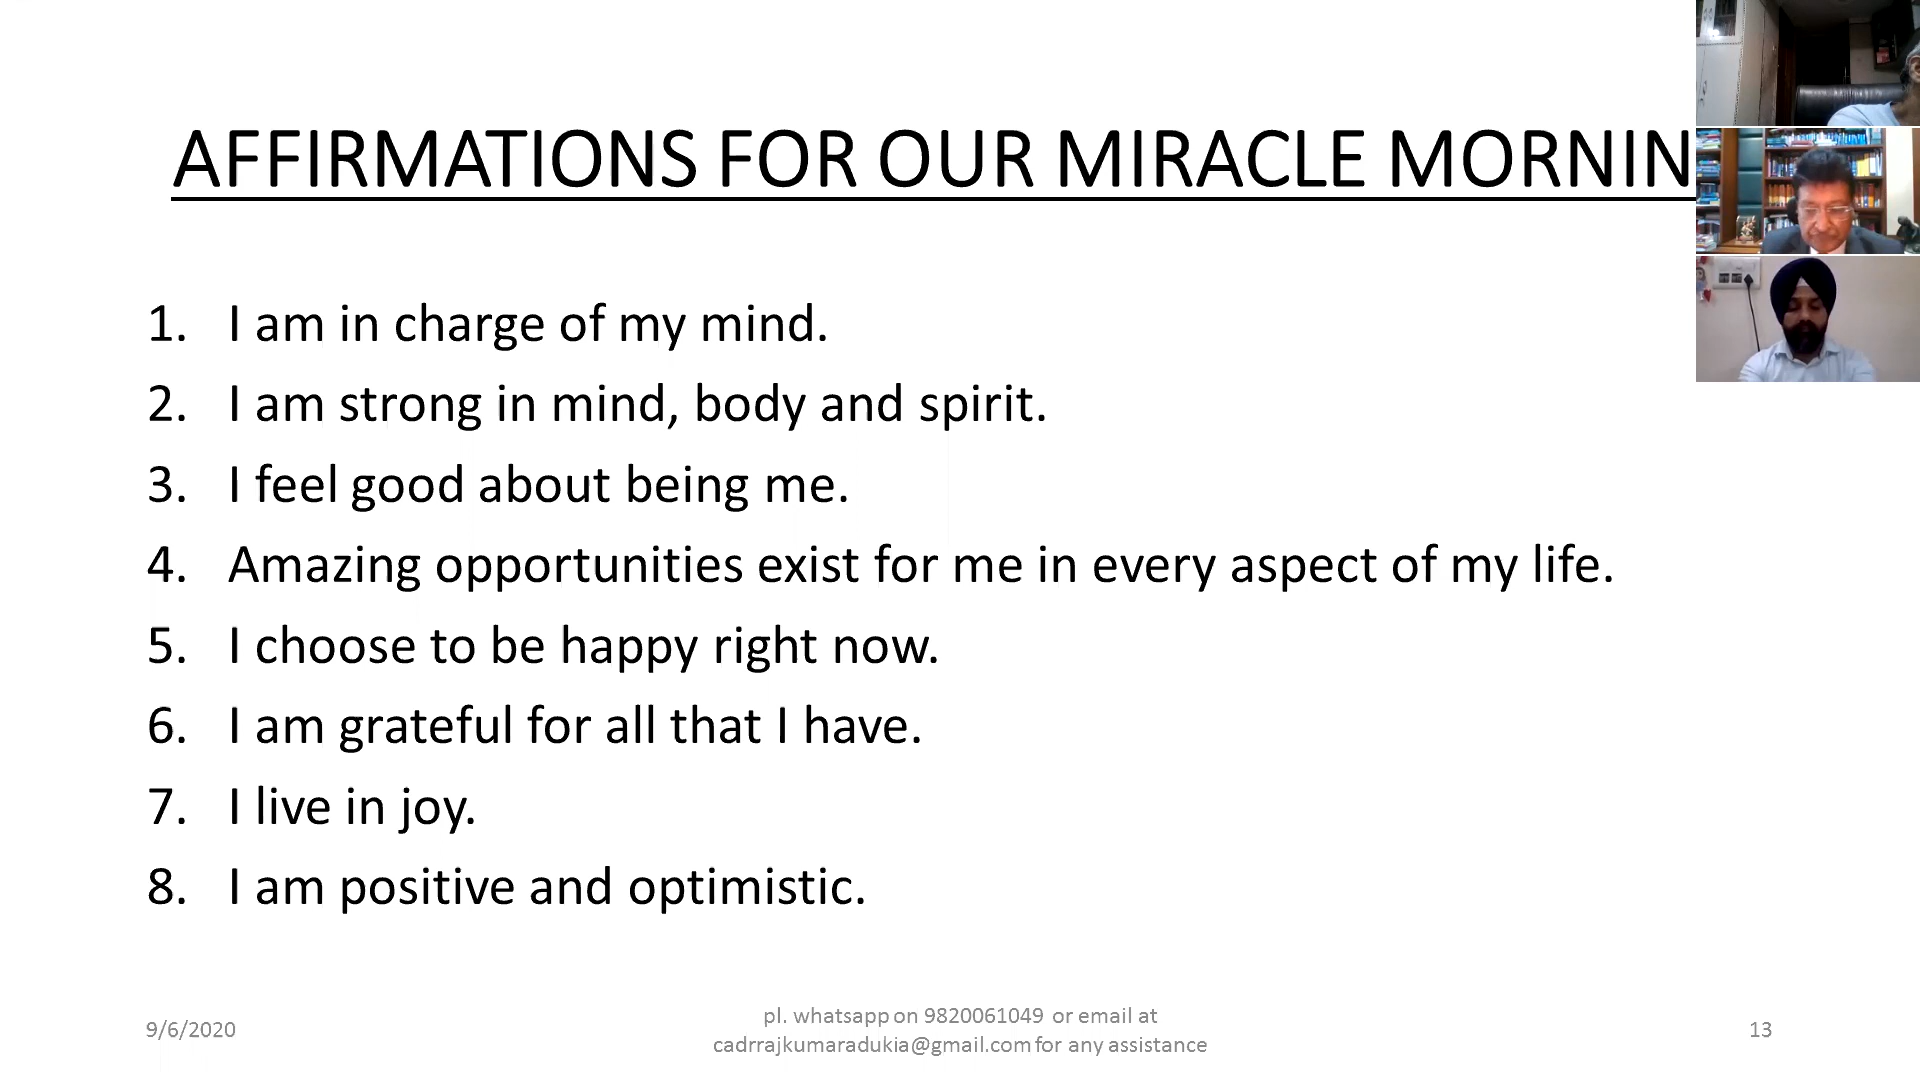 AFFIRMATIONS FOR OUR MIRACLE MORNIN
1. I am in charge of my mind.
2. I am strong in mind, body and spirit.
3. I feel good about being me.
4. Amazing opportunities exist for me in every aspect of my life.
5. I choose to be happy right now.
6. I am grateful for all that I have.
7. I live in joy.
8. I am positive and optimistic.
9/6/2020
pl. whatsapp on 9820061049 or email at
cadrrajkumaradukia@gmail.com for any assistance
13